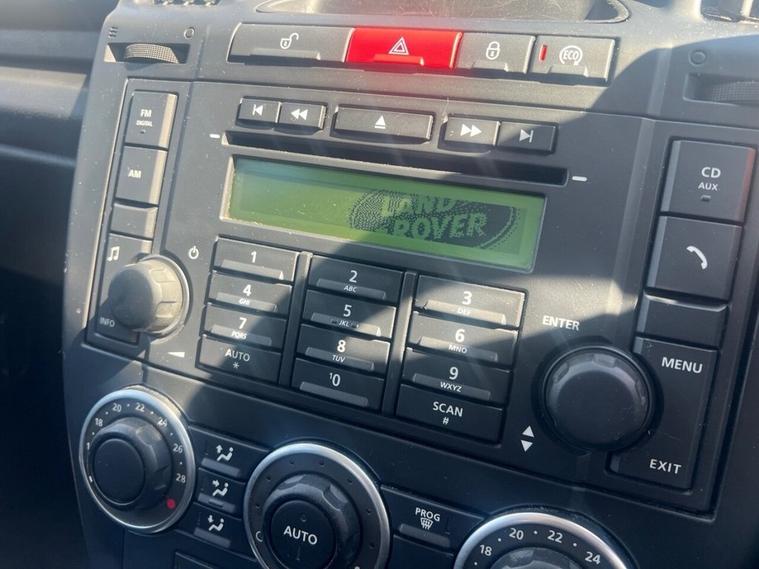 ECO
FM
DIGITAL
AM
INFO
LAND
ROVER
CD
AUX
1
2
ABC
3
DEF
4
GHI
5
JKL
6
MNO
7
PQRS
8
TUV
9
WXYZ
AUTO
*
0
SCAN
#
ENTER
MENU
EXIT
18 20 22 24 26 28
AUTO
PROG
18 20 22 24